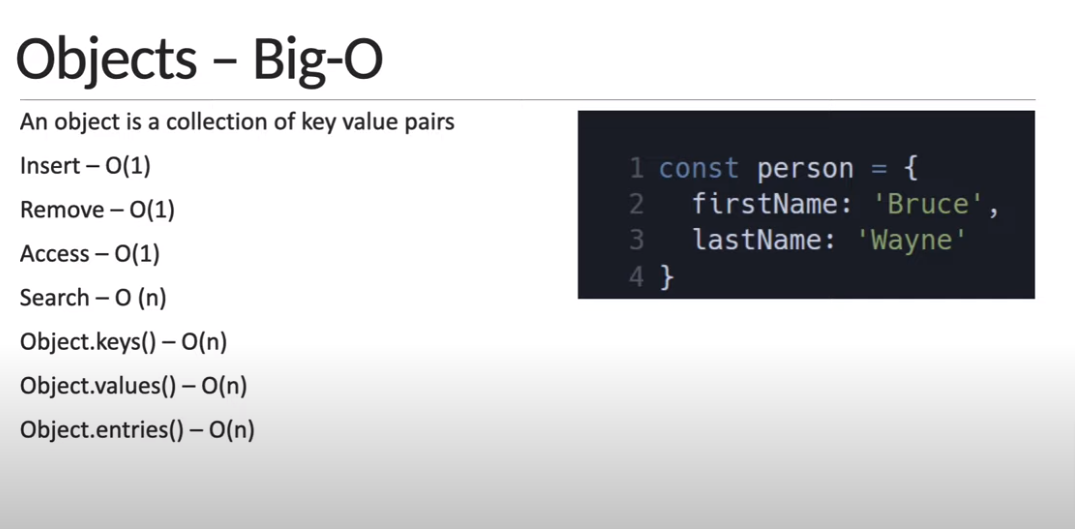 Objects – Big-O
An object is a collection of key value pairs
Insert – O(1)
Remove – O(1)
Access – O(1)
Search – O (n)
Object.keys() – O(n)
Object.values() – O(n)
Object.entries() – O(n)
1 const person = {
2   firstName: 'Bruce',
3   lastName: 'Wayne'
4 }